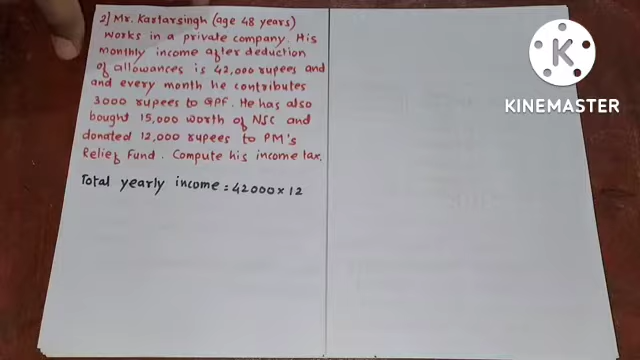 2] Mr. Kartarsingh (age 48 years)
works in a private company. His
monthly income after deduction
of allowances is 42,000 rupees and
and every month he contributes
3000 rupees to GPF. He has also
bought 15,000 worth of NSC and
donated 12,000 rupees to PM's
Relief Fund. Compute his income tax.
Total yearly income = 42000 × 12
K
KINEMASTER